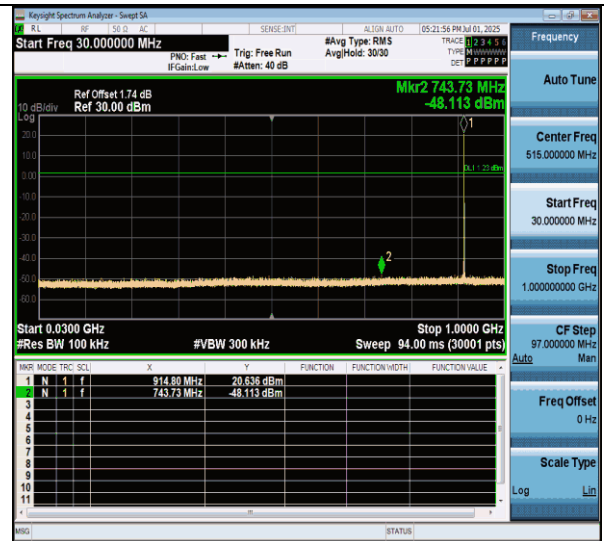 Keysight Spectrum Analyzer - Swept SA
RL RF 50 Ω AC SENSE:INT ALIGN AUTO 05:21:56 PM Jul 01, 2025
Start Freq 30.000000 MHz
PNO: Fast
IFGain:Low
Trig: Free Run
#Atten: 40 dB
#Avg Type: RMS
Avg|Hold: 30/30
TRACE 1 2 3 4 5 6
TYPE M
DET P P P P P P
Frequency
Auto Tune
Center Freq
515.000000 MHz
Start Freq
30.000000 MHz
Stop Freq
1.000000000 GHz
CF Step
97.000000 MHz
Auto Man
Freq Offset
0 Hz
Scale Type
Log Lin
Ref Offset 1.74 dB
10 dB/div Ref 30.00 dBm
Log
Mkr2 743.73 MHz
-48.113 dBm
20.0
10.0
0.00
-10.0
-20.0
-30.0
-40.0
-50.0
-60.0
1
DL1 1.23 dBm
2
Start 0.0300 GHz Stop 1.0000 GHz
#Res BW 100 kHz #VBW 300 kHz Sweep 94.00 ms (30001 pts)
MKR MODE TRC SCL X Y FUNCTION FUNCTION WIDTH FUNCTION VALUE
1 N 1 f 914.80 MHz 20.636 dBm
2 N 1 f 743.73 MHz -48.113 dBm
3
4
5
6
7
8
9
10
11
MSG STATUS